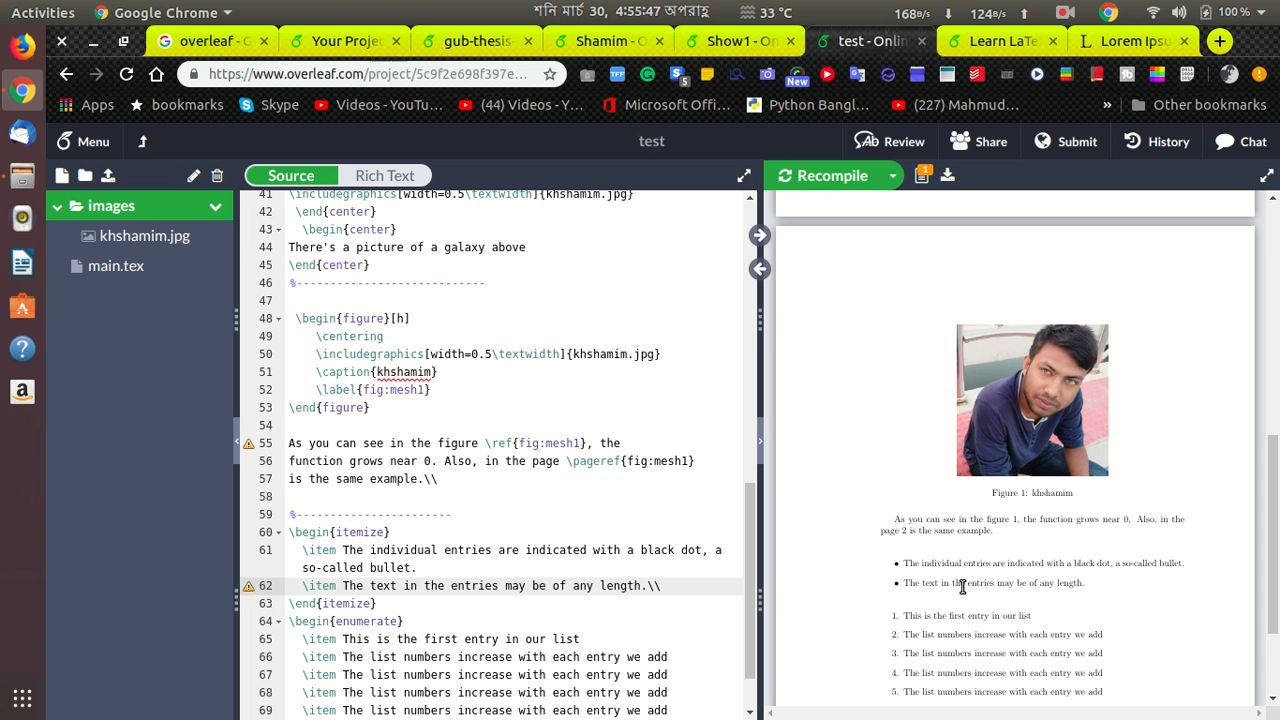 Activities
Google Chrome
শনি মার্চ 30, 4:55:47 অপরাহ্ণ
33 °C
168B/s
124B/s
100 %
overleaf - G
Your Proje
gub-thesis-
Shamim - O
Show1 - On
test - Onlin
Learn LaTe
Lorem Ipsu
https://www.overleaf.com/project/5c9f2e698f397e...
Apps
bookmarks
Skype
Videos - YouTu...
(44) Videos - Y...
Microsoft Offi...
Python Bangl...
(227) Mahmud...
»
Other bookmarks
Menu
test
Review
Share
Submit
History
Chat
Source
Rich Text
Recompile
1
images
khshamim.jpg
main.tex
41 \includegraphics[width=0.5\textwidth]{khshamim.jpg}
42 \end{center}
43 \begin{center}
44 There's a picture of a galaxy above
45 \end{center}
46 %----------------------------
47
48 \begin{figure}[h]
49 \centering
50 \includegraphics[width=0.5\textwidth]{khshamim.jpg}
51 \caption{khshamim}
52 \label{fig:mesh1}
53 \end{figure}
54
55 As you can see in the figure \ref{fig:mesh1}, the
56 function grows near 0. Also, in the page \pageref{fig:mesh1}
57 is the same example.\\
58
59 %-----------------------
60 \begin{itemize}
61 \item The individual entries are indicated with a black dot, a
so-called bullet.
62 \item The text in the entries may be of any length.\\
63 \end{itemize}
64 \begin{enumerate}
65 \item This is the first entry in our list
66 \item The list numbers increase with each entry we add
67 \item The list numbers increase with each entry we add
68 \item The list numbers increase with each entry we add
69 \item The list numbers increase with each entry we add
Figure 1: khshamim
As you can see in the figure 1, the function grows near 0. Also, in the
page 2 is the same example.
• The individual entries are indicated with a black dot, a so-called bullet.
• The text in the entries may be of any length.
1. This is the first entry in our list
2. The list numbers increase with each entry we add
3. The list numbers increase with each entry we add
4. The list numbers increase with each entry we add
5. The list numbers increase with each entry we add